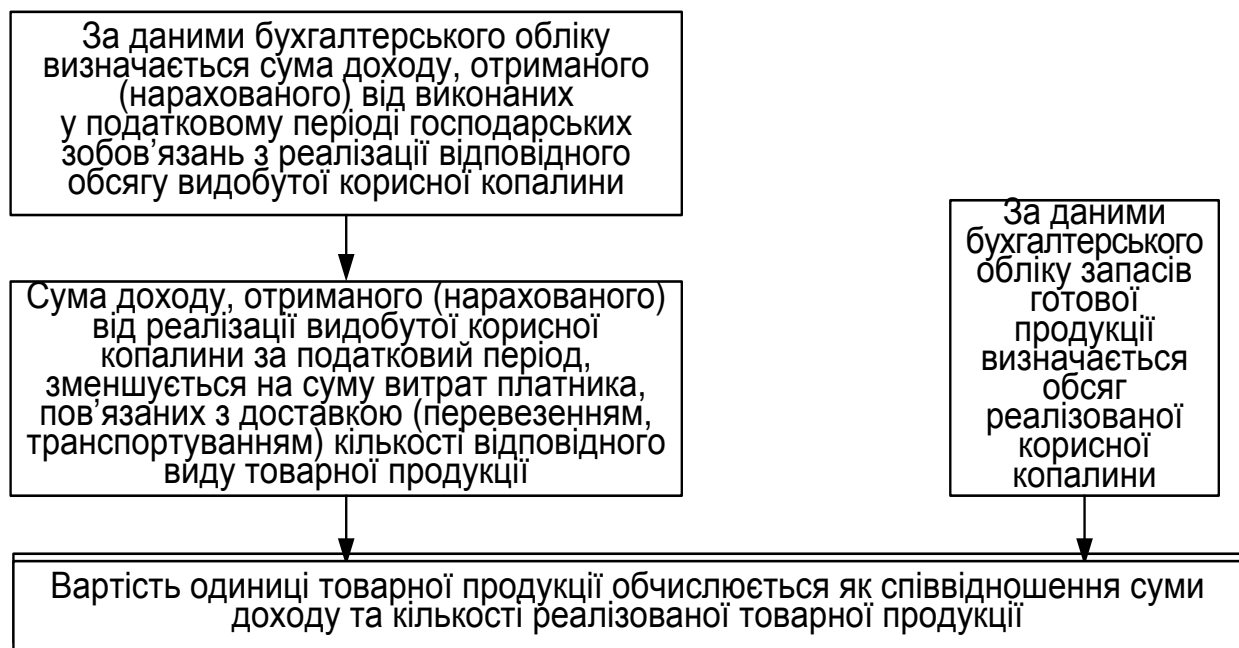 За даними бухгалтерського обліку
визначається сума доходу, отриманого
(нарахованого) від виконаних
у податковому періоді господарських
зобов’язань з реалізації відповідного
обсягу видобутої корисної копалини
Сума доходу, отриманого (нарахованого)
від реалізації видобутої корисної
копалини за податковий період,
зменшується на суму витрат платника,
пов’язаних з доставкою (перевезенням,
транспортуванням) кількості відповідного
виду товарної продукції
За даними
бухгалтерського
обліку запасів
готової
продукції
визначається
обсяг
реалізованої
корисної
копалини
Вартість одиниці товарної продукції обчислюється як співвідношення суми
доходу та кількості реалізованої товарної продукції